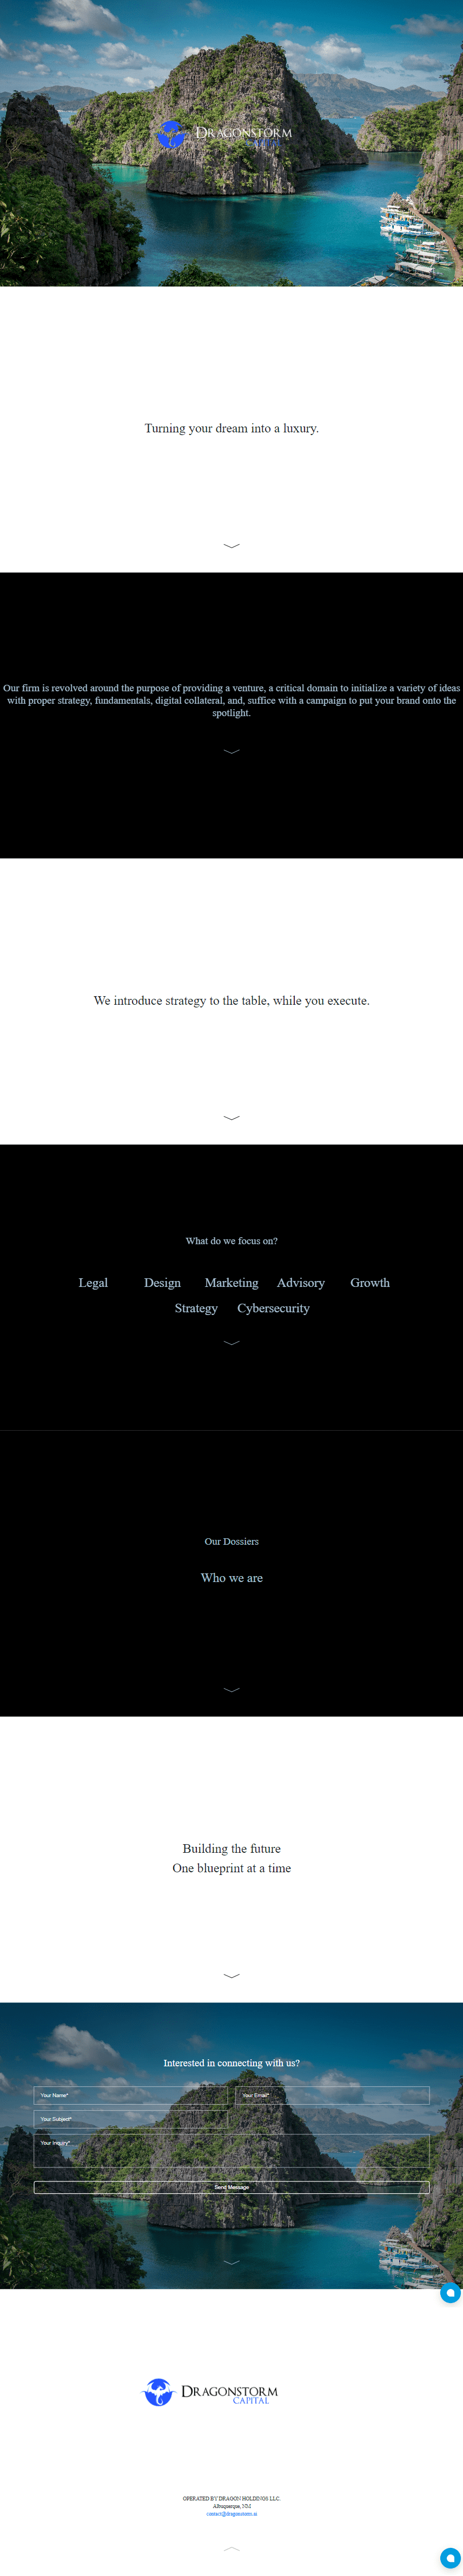 DRAGONSTORM
CAPITAL
Turning your dream into a luxury.
Our firm is revolved around the purpose of providing a venture, a critical domain to initialize a variety of ideas
with proper strategy, fundamentals, digital collateral, and, suffice with a campaign to put your brand onto the
spotlight.
We introduce strategy to the table, while you execute.
What do we focus on?
Legal Design Marketing Advisory Growth
Strategy Cybersecurity
Our Dossiers
Who we are
Building the future
One blueprint at a time
Interested in connecting with us?
Your Name* Your Email*
Your Subject*
Your Inquiry*
Send Message
DRAGONSTORM
CAPITAL
OPERATED BY DRAGON HOLDINGS LLC.
Albuquerque, NM
contact@dragonstorm.ai